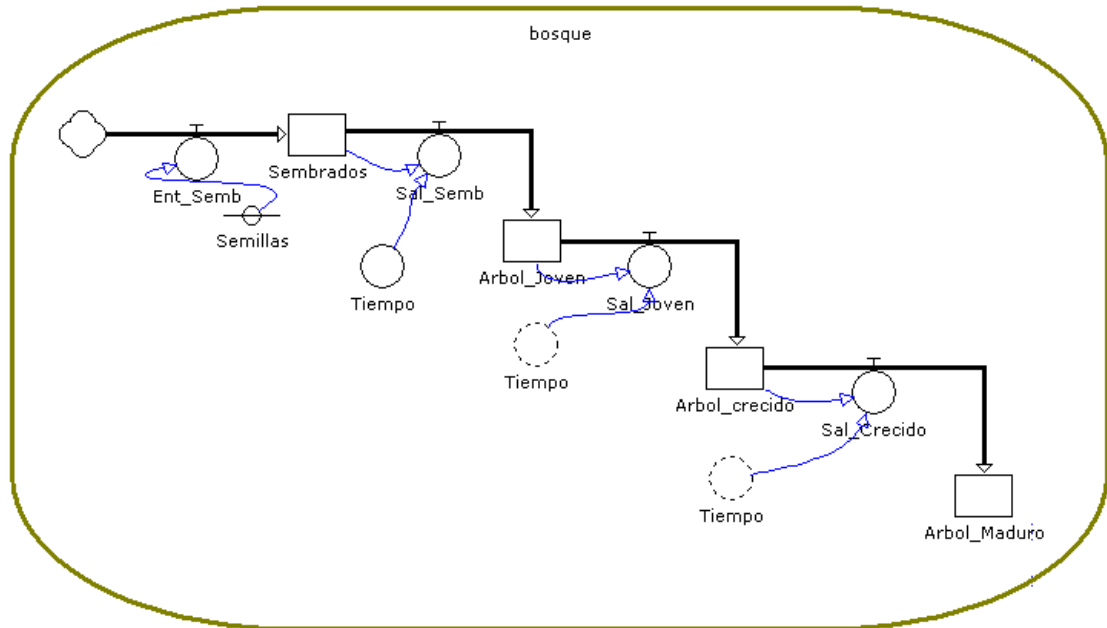 bosque
Sembrados
Ent_Semb
Sal_Semb
Semillas
Tiempo
Arbol_Joven
Sal_Joven
Tiempo
Arbol_crecido
Sal_Crecido
Tiempo
Arbol_Maduro